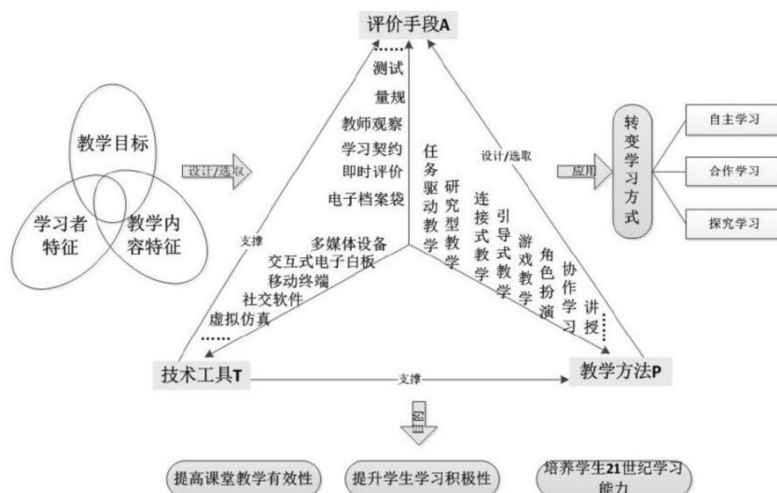 评价手段A
……
测试
量规
教师观察
学习契约
即时评价
电子档案袋
教学目标
学习者
特征
教学内
容特征
设计/选取
支撑
任务驱动教学
研究型教学
连接式教学
引导式教学
游戏教学
角色扮演
协作学习
讲授
……
设计/选取
应用
转变学习方式
自主学习
合作学习
探究学习
多媒体设备
交互式电子白板
移动终端
社交软件
虚拟仿真
……
技术工具T
支撑
教学方法P
目的
提高课堂教学有效性
提升学生学习积极性
培养学生21世纪学习
能力